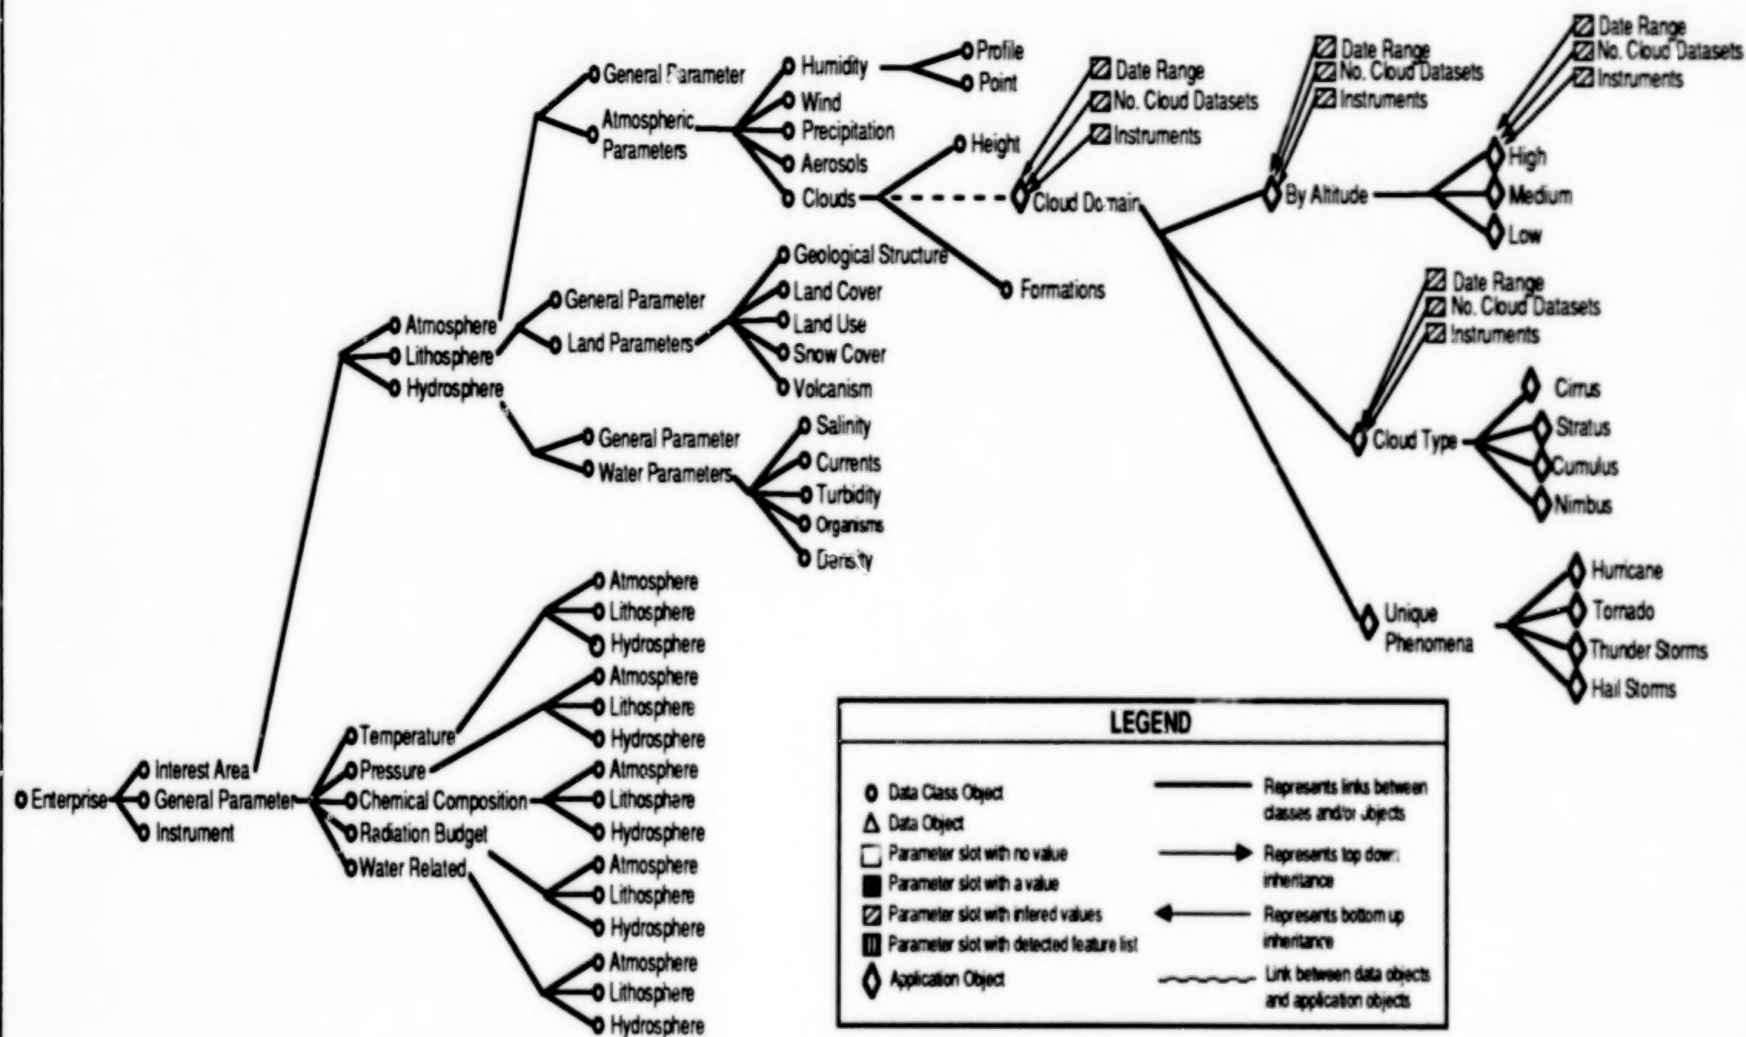 Enterprise
Interest Area
General Parameter
Instrument
Atmosphere
Lithosphere
Hydrosphere
General Parameter
Atmospheric
Parameters
Humidity
Wind
Precipitation
Aerosols
Clouds
Profile
Point
Height
Formations
General Parameter
Land Parameters
Geological Structure
Land Cover
Land Use
Snow Cover
Volcanism
General Parameter
Water Parameters
Salinity
Currents
Turbidity
Organisms
Density
Temperature
Pressure
Chemical Composition
Radiation Budget
Water Related
Atmosphere
Lithosphere
Hydrosphere
Atmosphere
Lithosphere
Hydrosphere
Atmosphere
Lithosphere
Hydrosphere
Atmosphere
Lithosphere
Hydrosphere
Atmosphere
Lithosphere
Hydrosphere
Date Range
No. Cloud Datasets
Instruments
Cloud Domain
Date Range
No. Cloud Datasets
Instruments
By Altitude
Date Range
No. Cloud Datasets
Instruments
High
Medium
Low
Date Range
No. Cloud Datasets
Instruments
Cloud Type
Cirrus
Stratus
Cumulus
Nimbus
Unique
Phenomena
Hurricane
Tornado
Thunder Storms
Hail Storms
LEGEND
Data Class Object
Data Object
Parameter slot with no value
Parameter slot with a value
Parameter slot with infered values
Parameter slot with detected feature list
Application Object
Represents links between
classes and/or objects
Represents top down
inheritance
Represents bottom up
inheritance
Link between data objects
and application objects